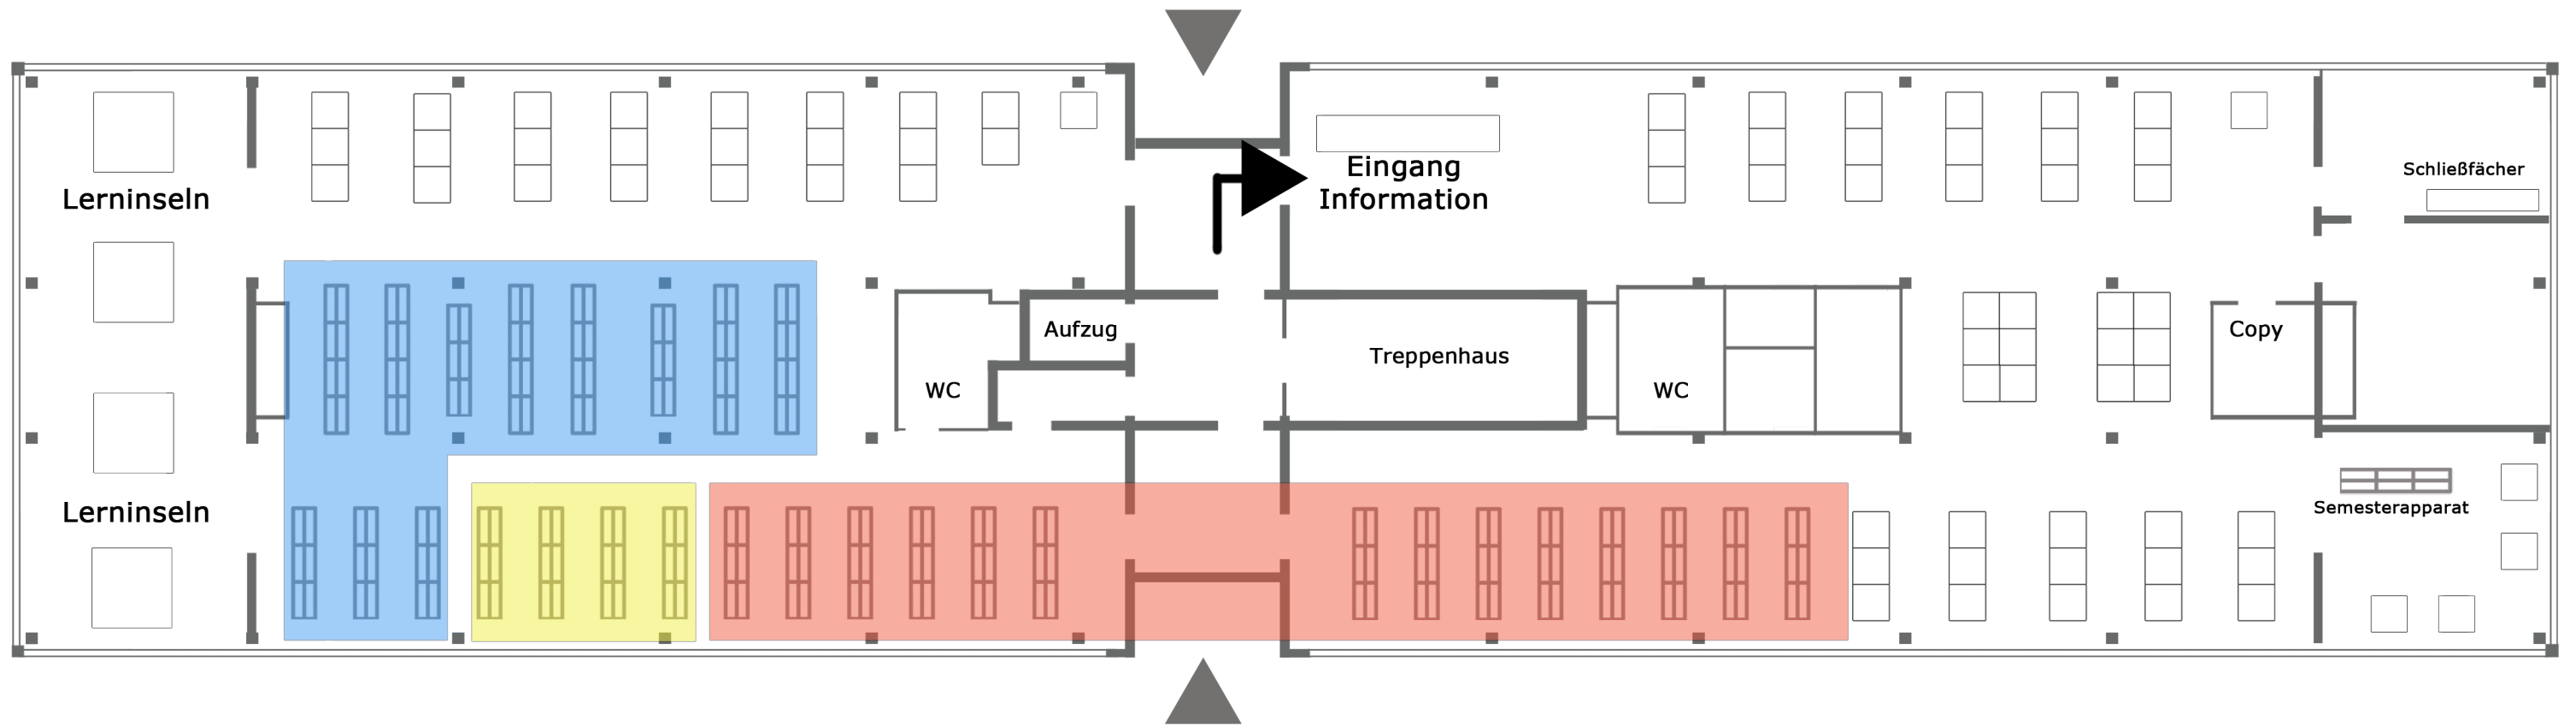 Lerninseln
Eingang
Information
Schließfächer
Aufzug
Treppenhaus
Copy
WC
WC
Lerninseln
Semesterapparat